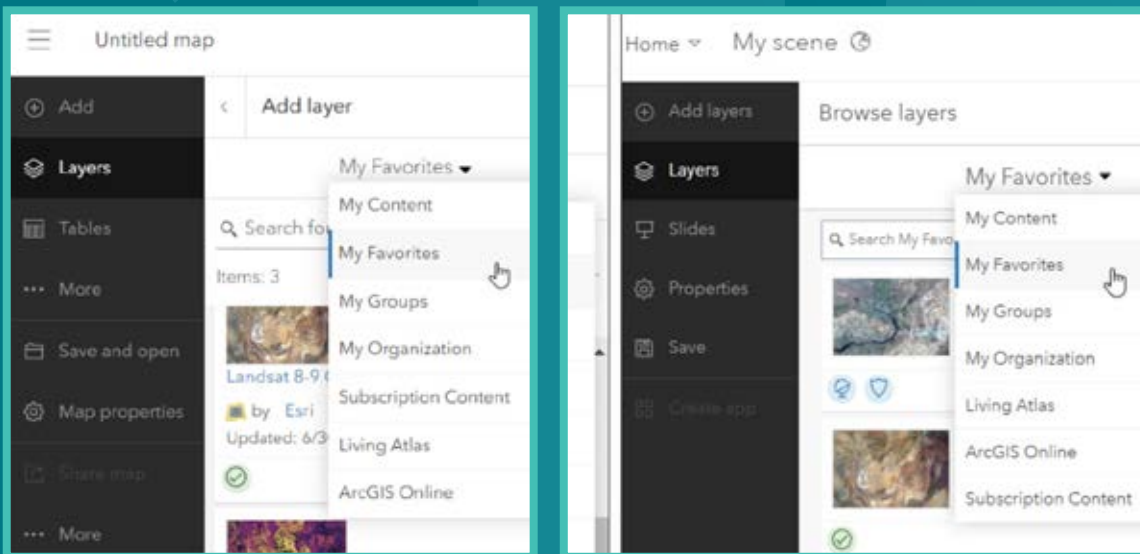 Untitled map
Add
Layers
Tables
More
Save and open
Map properties
Share map
More
Add layer
My Favorites
Search for
Items: 3
Landsat 8-9
by Esri
Updated: 6/3
My Content
My Favorites
My Groups
My Organization
Subscription Content
Living Atlas
ArcGIS Online
Home My scene
Add layers
Layers
Slides
Properties
Save
Create app
Browse layers
My Favorites
Search My Favo
My Content
My Favorites
My Groups
My Organization
Living Atlas
ArcGIS Online
Subscription Content